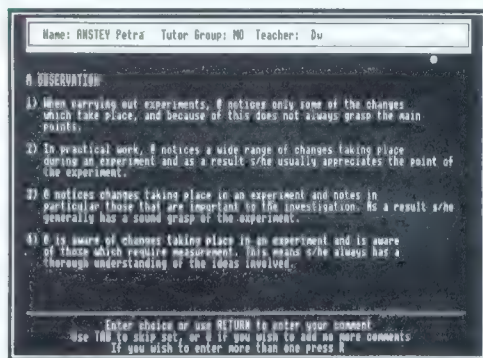 Name: ANSTEY Petra Tutor Group: MO Teacher: Dw
A OBSERVATION
1) When carrying out experiments, @ notices only some of the changes
which take place, and because of this does not always grasp the main
points.
2) In practical work, @ notices a wide range of changes taking place
during an experiment and as a result s/he usually appreciates the point of
the experiment.
3) @ notices changes taking place in an experiment and notes in
particular those that are important to the investigation. As a result s/he
generally has a sound grasp of the experiment.
4) @ is aware of changes taking place in an experiment and is aware
of those which require measurement. This means s/he always has a
thorough understanding of the ideas involved.
Enter choice or use RETURN to enter your comment
Use TAB to skip set, or @ if you wish to add no more comments
If you wish to enter more than one press R